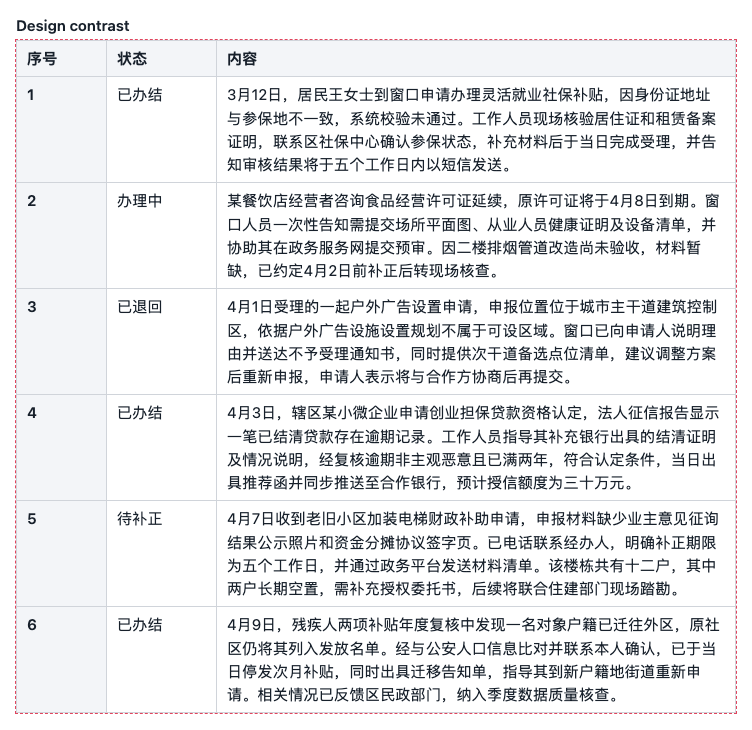 Design contrast
序号 状态 内容
1 已办结 3月12日，居民王女士到窗口申请办理灵活就业社保补贴，因身份证地址
与参保地不一致，系统校验未通过。工作人员现场核验居住证和租赁备案
证明，联系区社保中心确认参保状态，补充材料后于当日完成受理，并告
知审核结果将于五个工作日内以短信发送。
2 办理中 某餐饮店经营者咨询食品经营许可证延续，原许可证将于4月8日到期。窗
口人员一次性告知需提交场所平面图、从业人员健康证明及设备清单，并
协助其在政务服务网提交预审。因二楼排烟管道改造尚未验收，材料暂
缺，已约定4月2日前补正后转现场核查。
3 已退回 4月1日受理的一起户外广告设置申请，申报位置位于城市主干道建筑控制
区，依据户外广告设施设置规划不属于可设区域。窗口已向申请人说明理
由并送达不予受理通知书，同时提供次干道备选点位清单，建议调整方案
后重新申报，申请人表示将与合作方协商后再提交。
4 已办结 4月3日，辖区某小微企业申请创业担保贷款资格认定，法人征信报告显示
一笔已结清贷款存在逾期记录。工作人员指导其补充银行出具的结清证明
及情况说明，经复核逾期非主观恶意且已满两年，符合认定条件，当日出
具推荐函并同步推送至合作银行，预计授信额度为三十万元。
5 待补正 4月7日收到老旧小区加装电梯财政补助申请，申报材料缺少业主意见征询
结果公示照片和资金分摊协议签字页。已电话联系经办人，明确补正期限
为五个工作日，并通过政务平台发送材料清单。该楼栋共有十二户，其中
两户长期空置，需补充授权委托书，后续将联合住建部门现场踏勘。
6 已办结 4月9日，残疾人两项补贴年度复核中发现一名对象户籍已迁往外区，原社
区仍将其列入发放名单。经与公安人口信息比对并联系本人确认，已于当
日停发次月补贴，同时出具迁移告知单，指导其到新户籍地街道重新申
请。相关情况已反馈区民政部门，纳入季度数据质量核查。